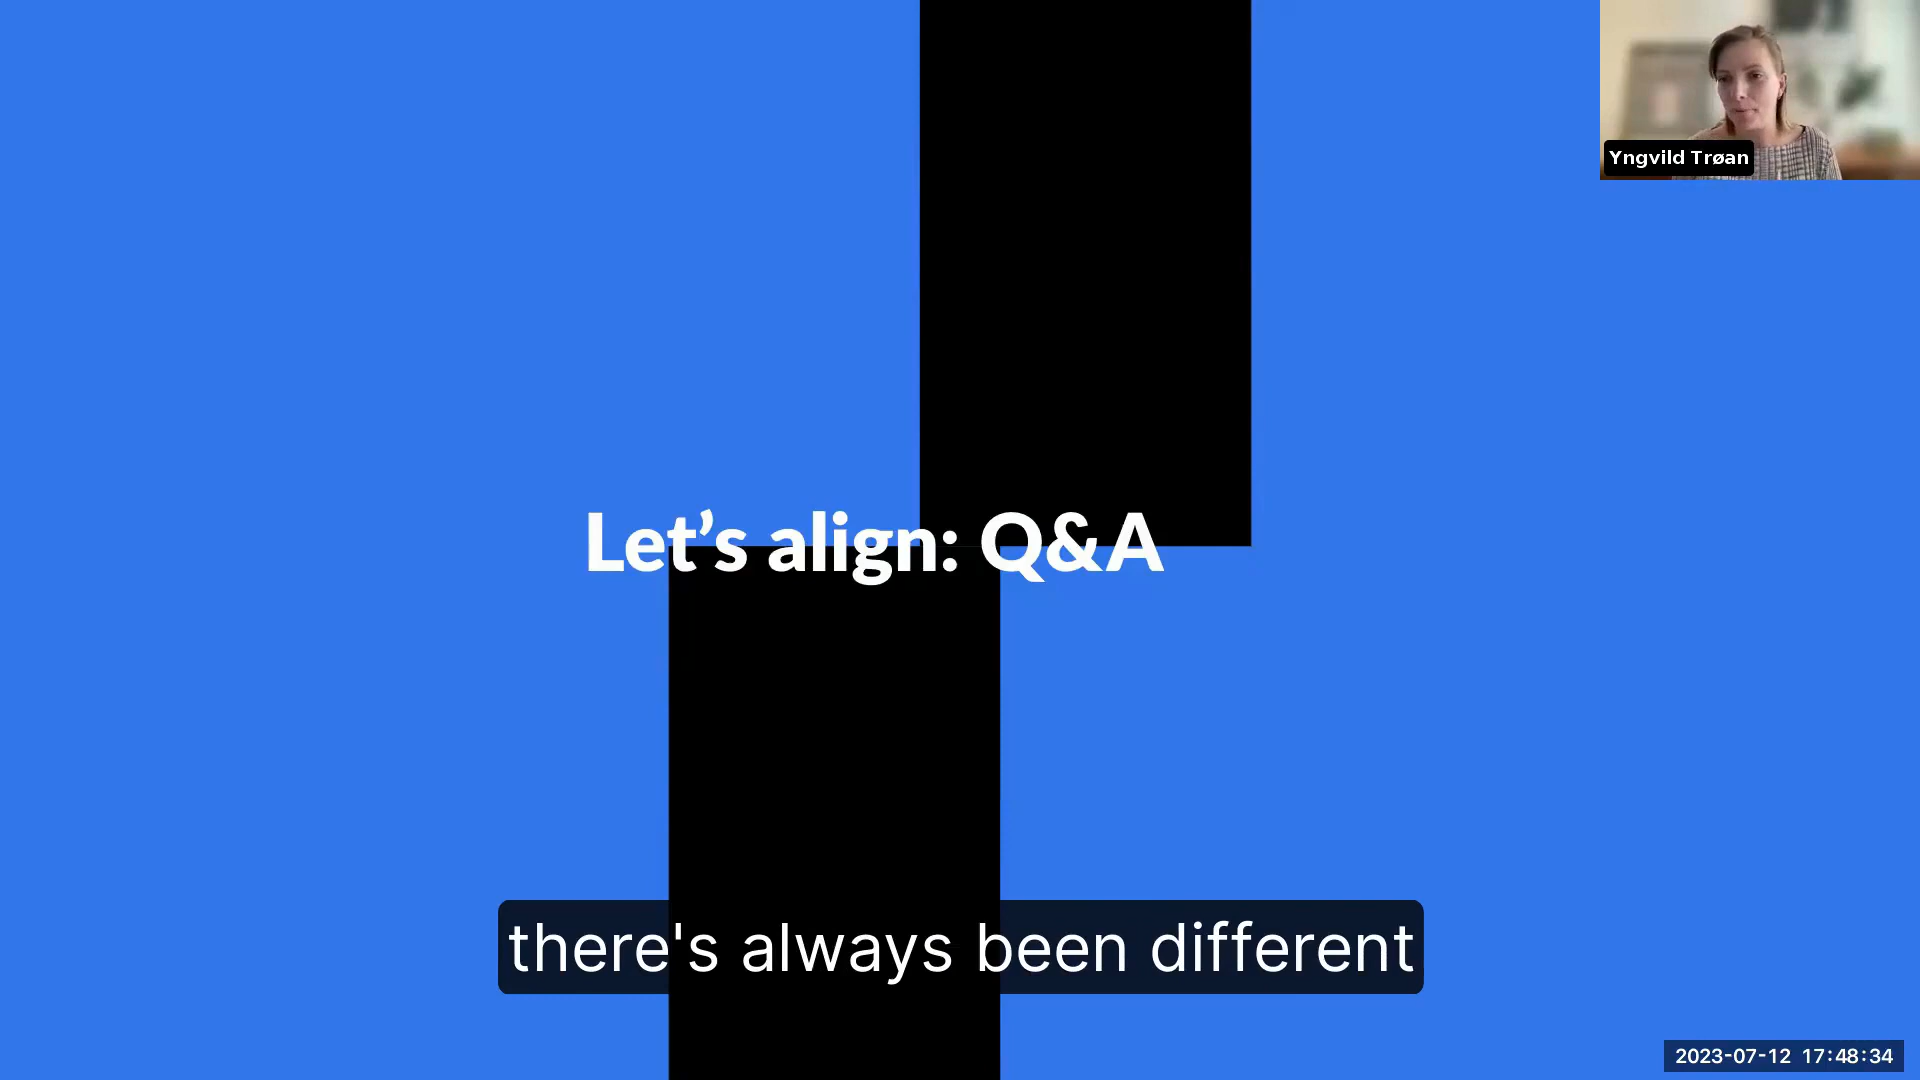 Yngvild Trøan
Let’s align: Q&A
there's always been different
2023-07-12 17:48:34